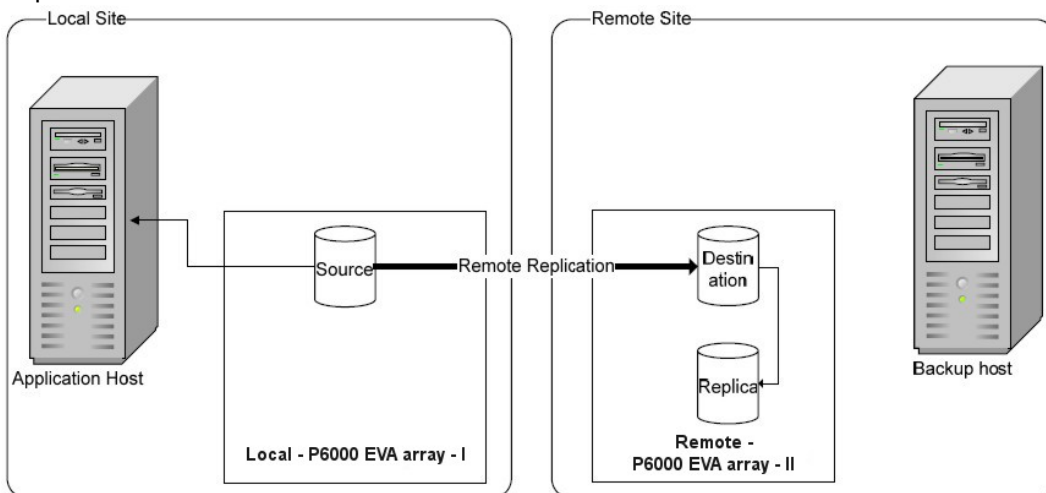 Local Site
Remote Site
Source
Remote Replication
Destin
ation
Replica
Application Host
Backup host
Local - P6000 EVA array - I
Remote -
P6000 EVA array - II